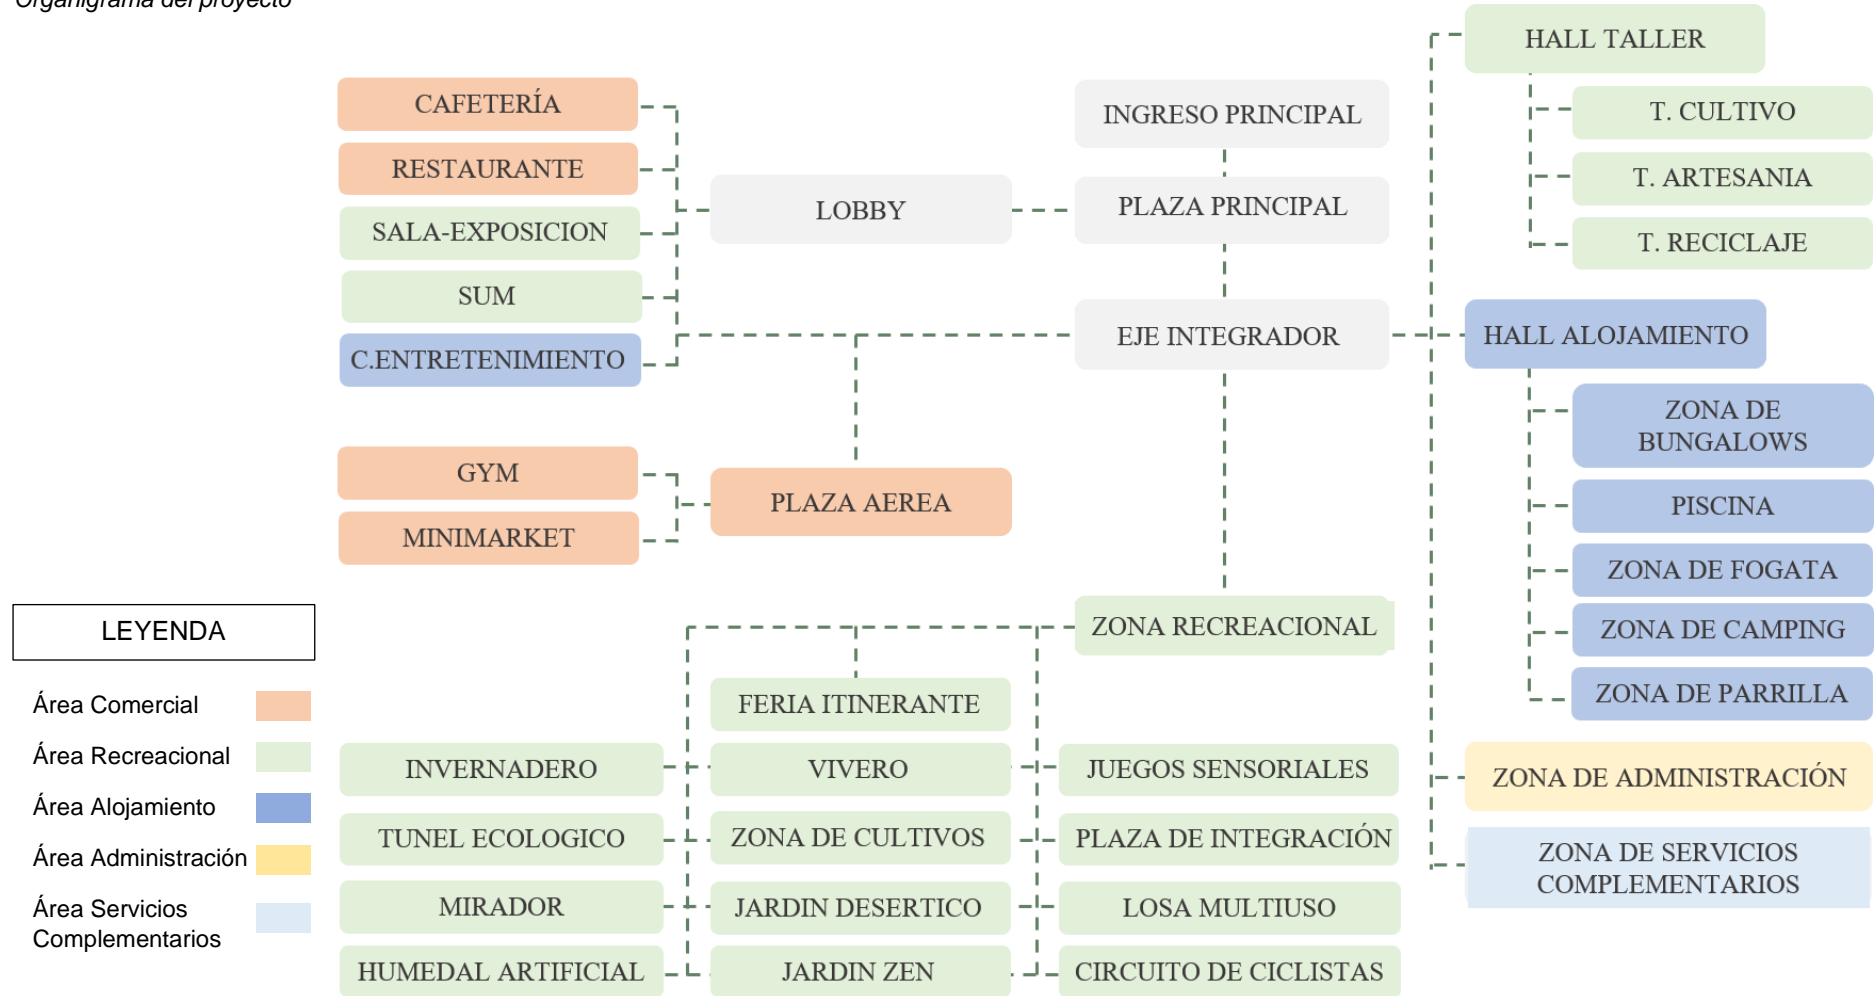 Organigrama del proyecto
HALL TALLER
CAFETERÍA
INGRESO PRINCIPAL
T. CULTIVO
RESTAURANTE
T. ARTESANIA
LOBBY
PLAZA PRINCIPAL
SALA-EXPOSICION
T. RECICLAJE
SUM
EJE INTEGRADOR
HALL ALOJAMIENTO
C.ENTRETENIMIENTO
ZONA DE
BUNGALOWS
GYM
PLAZA AEREA
PISCINA
MINIMARKET
ZONA DE FOGATA
LEYENDA
ZONA RECREACIONAL
ZONA DE CAMPING
Área Comercial
FERIA ITINERANTE
ZONA DE PARRILLA
Área Recreacional
INVERNADERO
VIVERO
JUEGOS SENSORIALES
ZONA DE ADMINISTRACIÓN
Área Alojamiento
TUNEL ECOLOGICO
ZONA DE CULTIVOS
PLAZA DE INTEGRACIÓN
Área Administración
ZONA DE SERVICIOS
COMPLEMENTARIOS
Área Servicios
Complementarios
MIRADOR
JARDIN DESERTICO
LOSA MULTIUSO
HUMEDAL ARTIFICIAL
JARDIN ZEN
CIRCUITO DE CICLISTAS